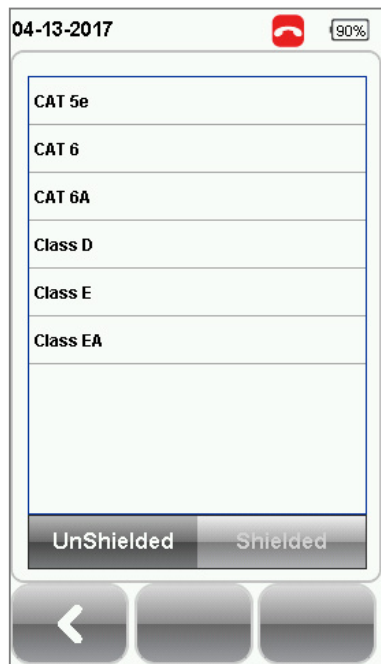 04-13-2017 90%
CAT 5e
CAT 6
CAT 6A
Class D
Class E
Class EA
UnShielded Shielded